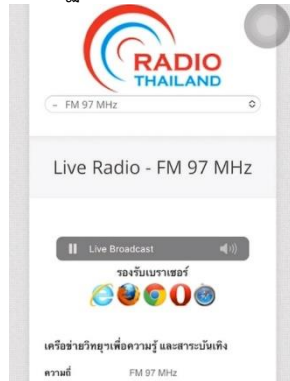 RADIO
THAILAND
- FM 97 MHz
Live Radio - FM 97 MHz
Live Broadcast
รองรับเบราเซอร์
เครือข่ายวิทยุฯเพื่อความรู้ และสาระบันเทิง
ความถี่ FM 97 MHz